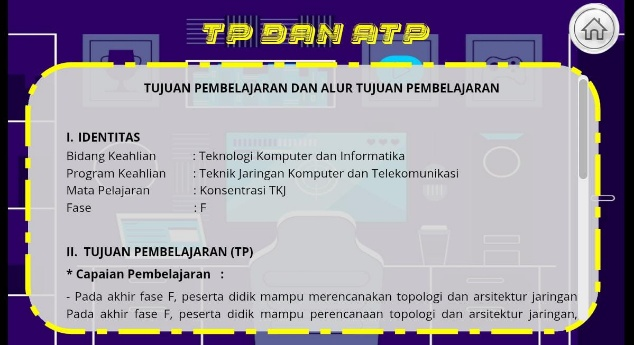 TP DAN ATP
TUJUAN PEMBELAJARAN DAN ALUR TUJUAN PEMBELAJARAN
I. IDENTITAS
Bidang Keahlian : Teknologi Komputer dan Informatika
Program Keahlian : Teknik Jaringan Komputer dan Telekomunikasi
Mata Pelajaran : Konsentrasi TKJ
Fase : F
II. TUJUAN PEMBELAJARAN (TP)
* Capaian Pembelajaran :
- Pada akhir fase F, peserta didik mampu merencanakan topologi dan arsitektur jaringan
Pada akhir fase F, peserta didik mampu perencanaan topologi dan arsitektur jaringan,